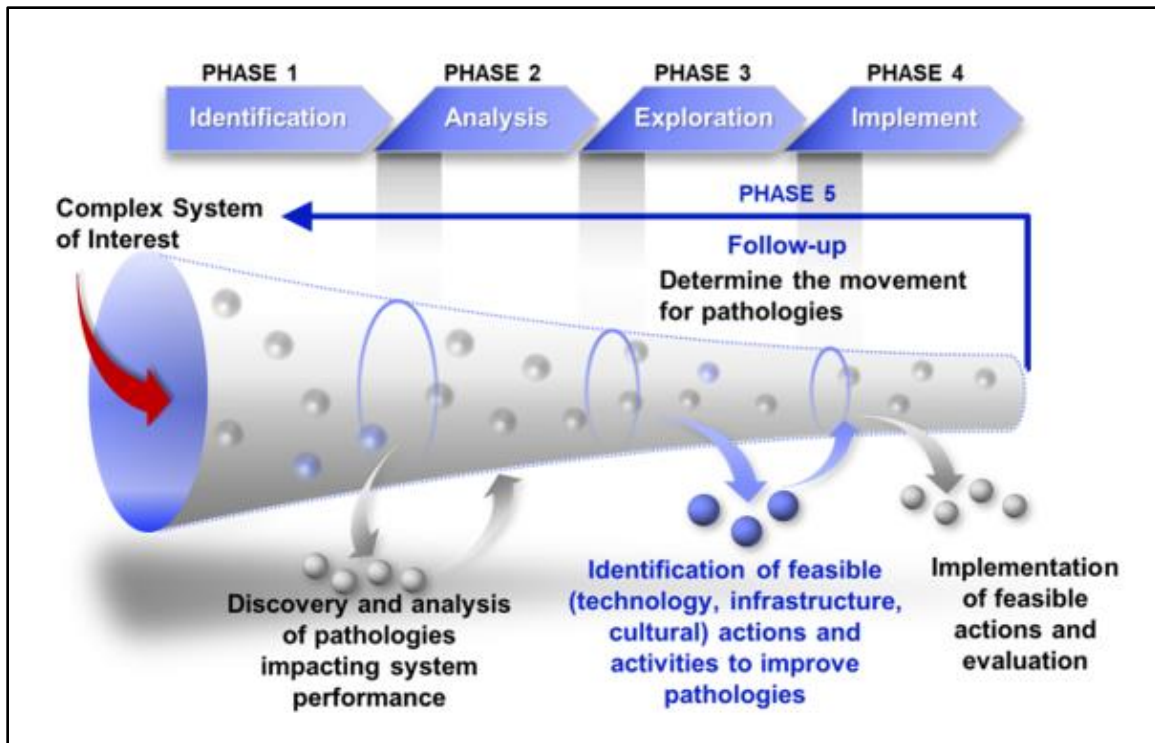 PHASE 1
PHASE 2
PHASE 3
PHASE 4
Identification
Analysis
Exploration
Implement
PHASE 5
Complex System
of Interest
Follow-up
Determine the movement
for pathologies
Discovery and analysis
of pathologies
impacting system
performance
Identification of feasible
(technology, infrastructure,
cultural) actions and
activities to improve
pathologies
Implementation
of feasible
actions and
evaluation